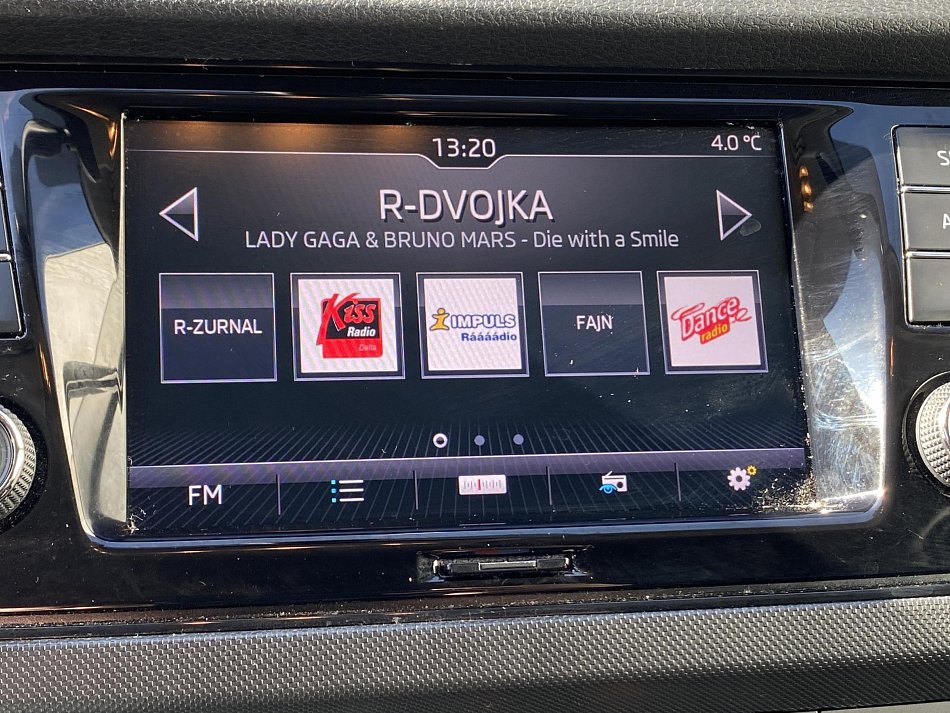 13:20
4.0 °C
R-DVOJKA
LADY GAGA & BRUNO MARS - Die with a Smile
R-ZURNAL
Kiss
Radio
Delta
IMPULS
Ráááádio
FAJN
Dance
radio
FM